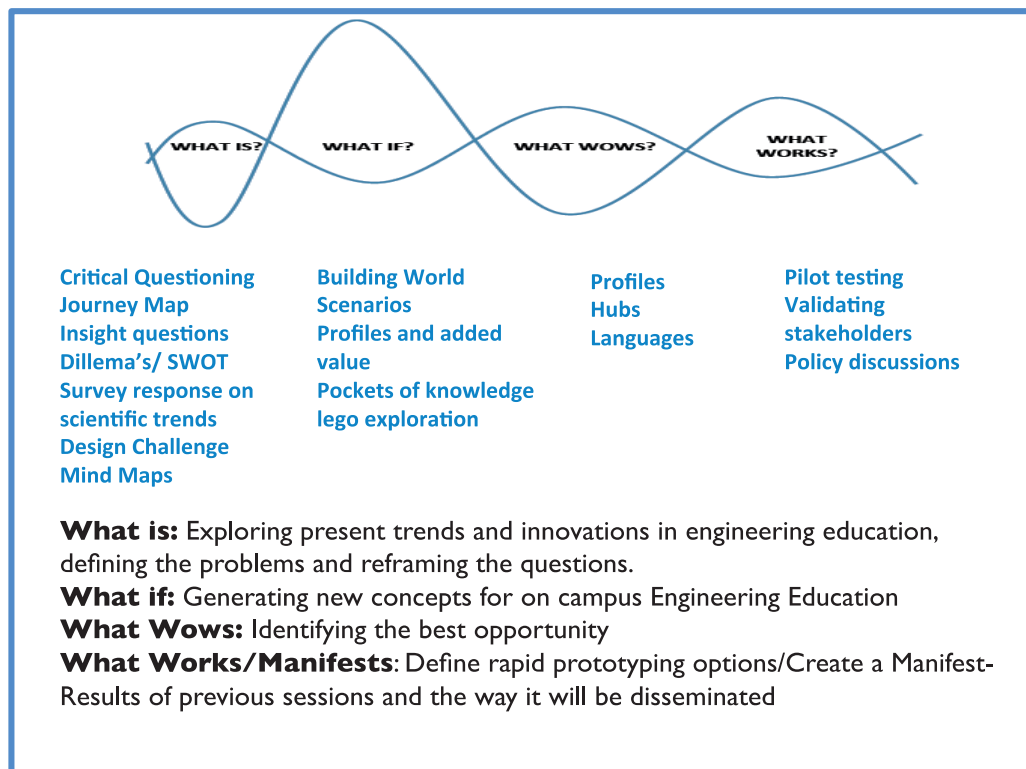 WHAT IS?
WHAT IF?
WHAT WOWS?
WHAT
WORKS?
Critical Questioning
Journey Map
Insight questions
Dillema’s/ SWOT
Survey response on
scientific trends
Design Challenge
Mind Maps
Building World
Scenarios
Profiles and added
value
Pockets of knowledge
lego exploration
Profiles
Hubs
Languages
Pilot testing
Validating
stakeholders
Policy discussions
What is: Exploring present trends and innovations in engineering education,
defining the problems and reframing the questions.
What if: Generating new concepts for on campus Engineering Education
What Wows: Identifying the best opportunity
What Works/Manifests: Define rapid prototyping options/Create a Manifest-
Results of previous sessions and the way it will be disseminated